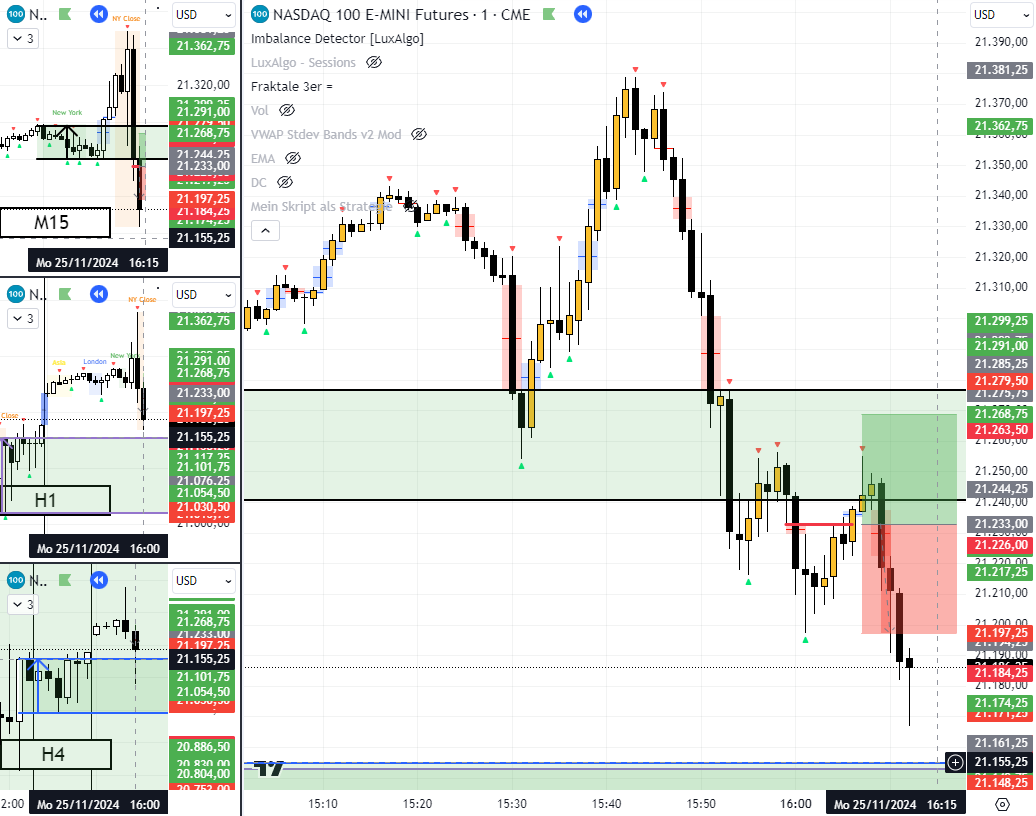 100 N..
USD
3
NY Close
21.362,75
21.320,00
New York
21.291,00
21.268,75
21.244,25
21.233,00
21.197,25
21.184,25
M15
21.155,25
Mo 25/11/2024 16:15
100 N..
USD
NY Close
3
21.362,75
Asia
London
New York
21.291,00
21.268,75
21.233,00
Close
21.197,25
21.155,25
21.101,75
21.076,25
21.054,50
21.030,50
H1
Mo 25/11/2024 16:00
100 N..
USD
3
21.268,75
21.233,00
21.197,25
21.155,25
21.101,75
21.054,50
H4
20.886,50
20.830,00
20.804,00
2:00
Mo 25/11/2024 16:00
100 NASDAQ 100 E-MINI Futures · 1 · CME
USD
Imbalance Detector [LuxAlgo]
LuxAlgo - Sessions
Fraktale 3er =
Vol
VWAP Stdev Bands v2 Mod
EMA
DC
Mein Skript als Strategie
21.390,00
21.381,25
21.370,00
21.362,75
21.350,00
21.340,00
21.330,00
21.320,00
21.310,00
21.299,25
21.291,00
21.285,25
21.279,50
21.275,75
21.268,75
21.263,50
21.260,00
21.250,00
21.244,25
21.240,00
21.233,00
21.226,00
21.217,25
21.210,00
21.200,00
21.197,25
21.190,00
21.184,25
21.180,00
21.174,25
21.171,25
21.161,25
21.155,25
21.148,25
15:10
15:20
15:30
15:40
15:50
16:00
Mo 25/11/2024 16:15